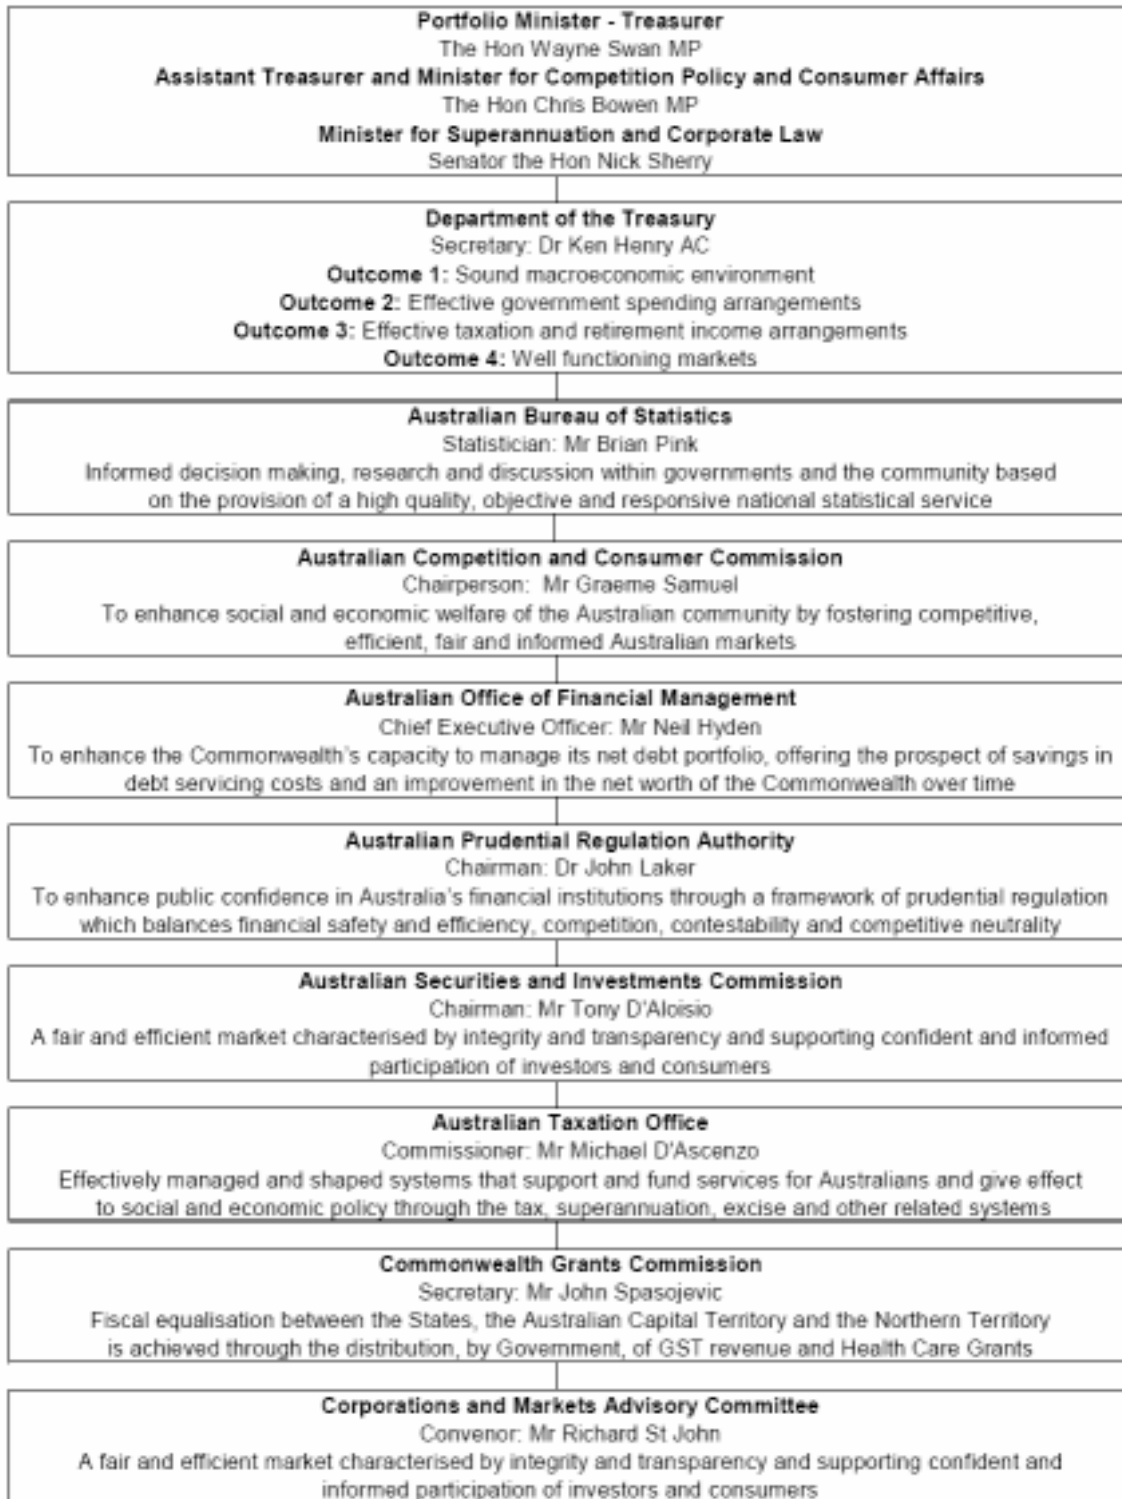 Portfolio Minister - Treasurer
The Hon Wayne Swan MP
Assistant Treasurer and Minister for Competition Policy and Consumer Affairs
The Hon Chris Bowen MP
Minister for Superannuation and Corporate Law
Senator the Hon Nick Sherry
Department of the Treasury
Secretary: Dr Ken Henry AC
Outcome 1: Sound macroeconomic environment
Outcome 2: Effective government spending arrangements
Outcome 3: Effective taxation and retirement income arrangements
Outcome 4: Well functioning markets
Australian Bureau of Statistics
Statistician: Mr Brian Pink
Informed decision making, research and discussion within governments and the community based
on the provision of a high quality, objective and responsive national statistical service
Australian Competition and Consumer Commission
Chairperson:  Mr Graeme Samuel
To enhance social and economic welfare of the Australian community by fostering competitive,
efficient, fair and informed Australian markets
Australian Office of Financial Management
Chief Executive Officer: Mr Neil Hyden
To enhance the Commonwealth's capacity to manage its net debt portfolio, offering the prospect of savings in
debt servicing costs and an improvement in the net worth of the Commonwealth over time
Australian Prudential Regulation Authority
Chairman: Dr John Laker
To enhance public confidence in Australia's financial institutions through a framework of prudential regulation
which balances financial safety and efficiency, competition, contestability and competitive neutrality
Australian Securities and Investments Commission
Chairman: Mr Tony D'Aloisio
A fair and efficient market characterised by integrity and transparency and supporting confident and informed
participation of investors and consumers
Australian Taxation Office
Commissioner: Mr Michael D'Ascenzo
Effectively managed and shaped systems that support and fund services for Australians and give effect
to social and economic policy through the tax, superannuation, excise and other related systems
Commonwealth Grants Commission
Secretary: Mr John Spasojevic
Fiscal equalisation between the States, the Australian Capital Territory and the Northern Territory
is achieved through the distribution, by Government, of GST revenue and Health Care Grants
Corporations and Markets Advisory Committee
Convenor: Mr Richard St John
A fair and efficient market characterised by integrity and transparency and supporting confident and
informed participation of investors and consumers